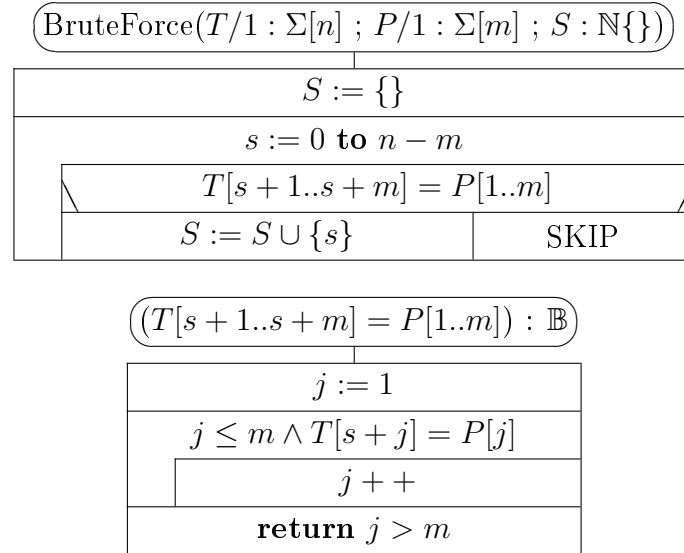 BruteForce(T/1 : Σ[n] ; P/1 : Σ[m] ; S : ℕ{})
S := {}
s := 0 to n − m
T[s + 1..s + m] = P[1..m]
S := S ∪ {s} SKIP
(T[s + 1..s + m] = P[1..m]) : 𝔹
j := 1
j ≤ m ∧ T[s + j] = P[j]
j + +
return j > m